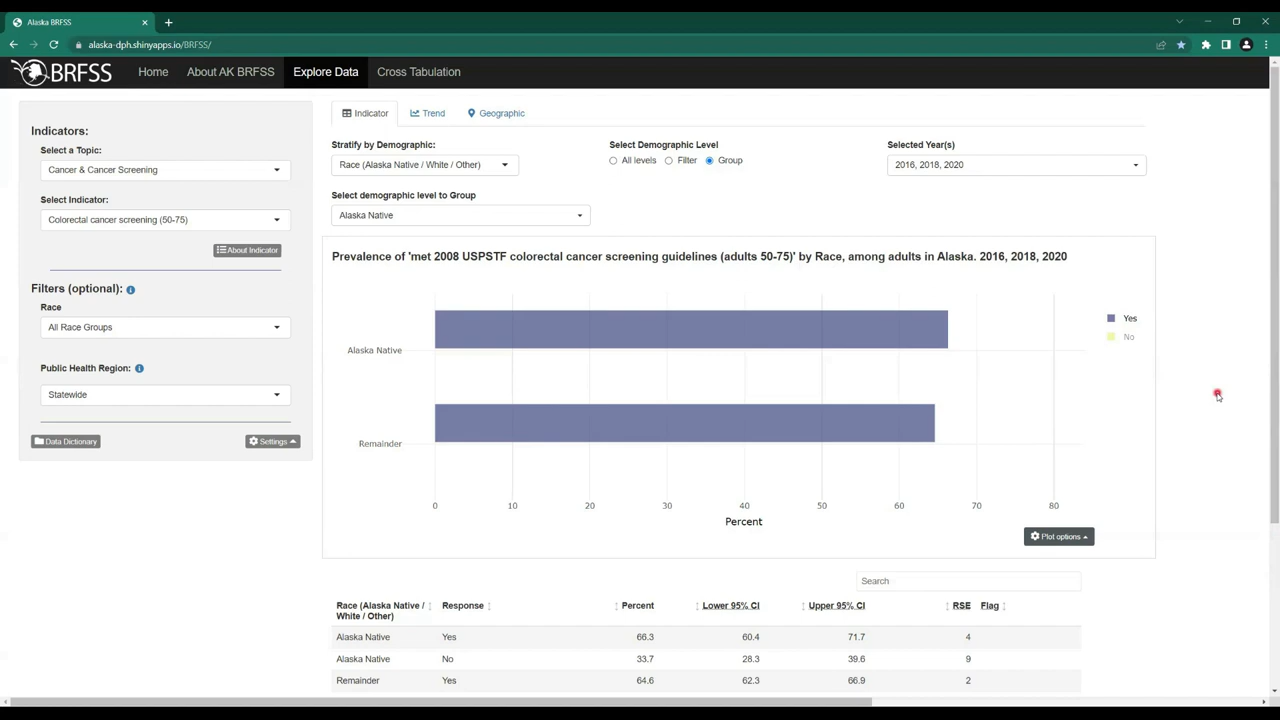 Alaska BRFSS
alaska-dph.shinyapps.io/BRFSS/
BRFSS
Home
About AK BRFSS
Explore Data
Cross Tabulation
Indicators:
Select a Topic:
Cancer & Cancer Screening
Select Indicator:
Colorectal cancer screening (50-75)
About Indicator
Filters (optional):
Race
All Race Groups
Public Health Region:
Statewide
Data Dictionary
Settings
Indicator
Trend
Geographic
Stratify by Demographic:
Race (Alaska Native / White / Other)
Select Demographic Level
All levels
Filter
Group
Selected Year(s)
2016, 2018, 2020
Select demographic level to Group
Alaska Native
Prevalence of 'met 2008 USPSTF colorectal cancer screening guidelines (adults 50-75)' by Race, among adults in Alaska. 2016, 2018, 2020
Yes
No
Alaska Native
Remainder
0 10 20 30 40 50 60 70 80
Percent
Plot options
Search
Race (Alaska Native / White / Other) Response Percent Lower 95% CI Upper 95% CI RSE Flag
Alaska Native Yes 66.3 60.4 71.7 4
Alaska Native No 33.7 28.3 39.6 9
Remainder Yes 64.6 62.3 66.9 2